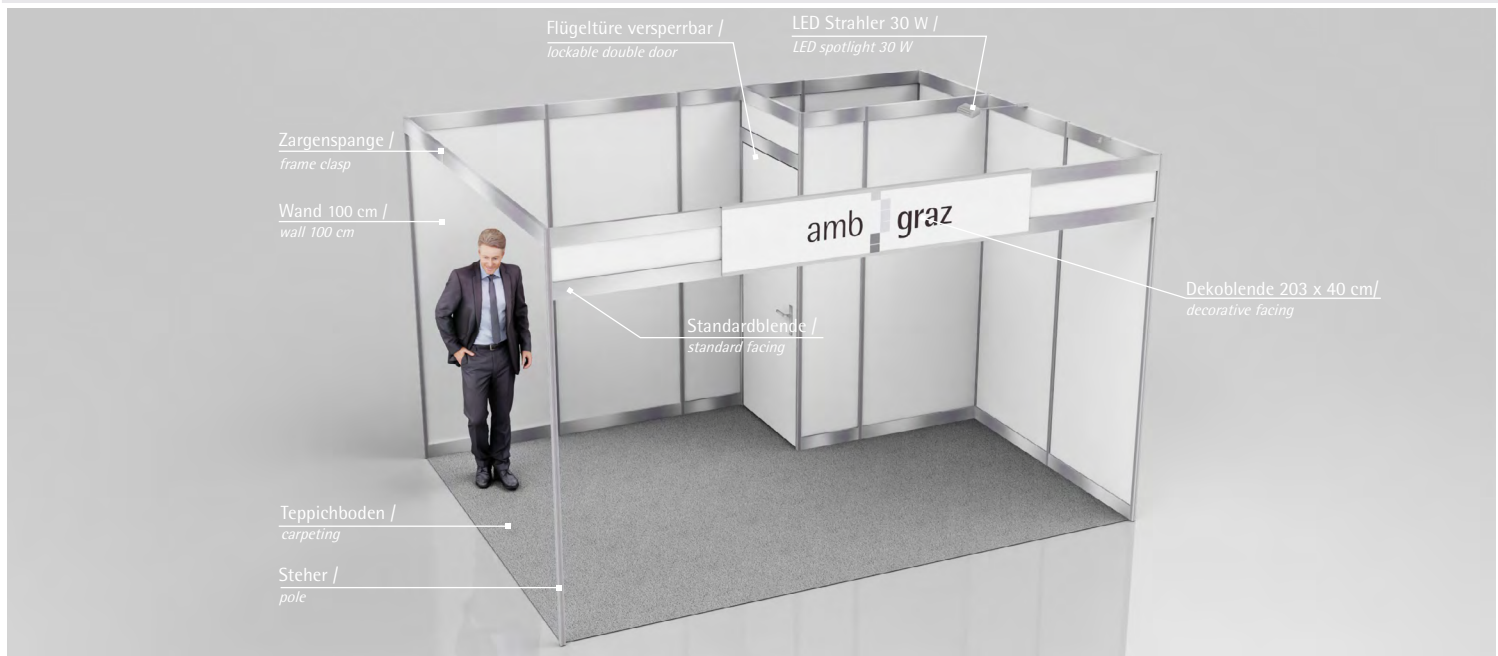 Flügeltüre versperrbar /
lockable double door
LED Strahler 30 W /
LED spotlight 30 W
Zargenspange /
frame clasp
Wand 100 cm /
wall 100 cm
amb graz
Dekoblende 203 x 40 cm/
decorative facing
Standardblende /
standard facing
Teppichboden /
carpeting
Steher /
pole